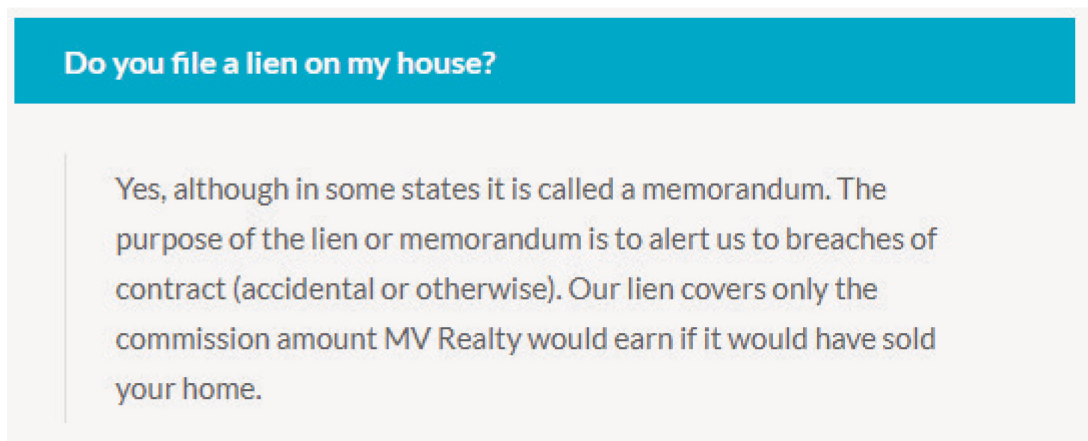 Do you file a lien on my house?
Yes, although in some states it is called a memorandum. The
purpose of the lien or memorandum is to alert us to breaches of
contract (accidental or otherwise). Our lien covers only the
commission amount MV Realty would earn if it would have sold
your home.